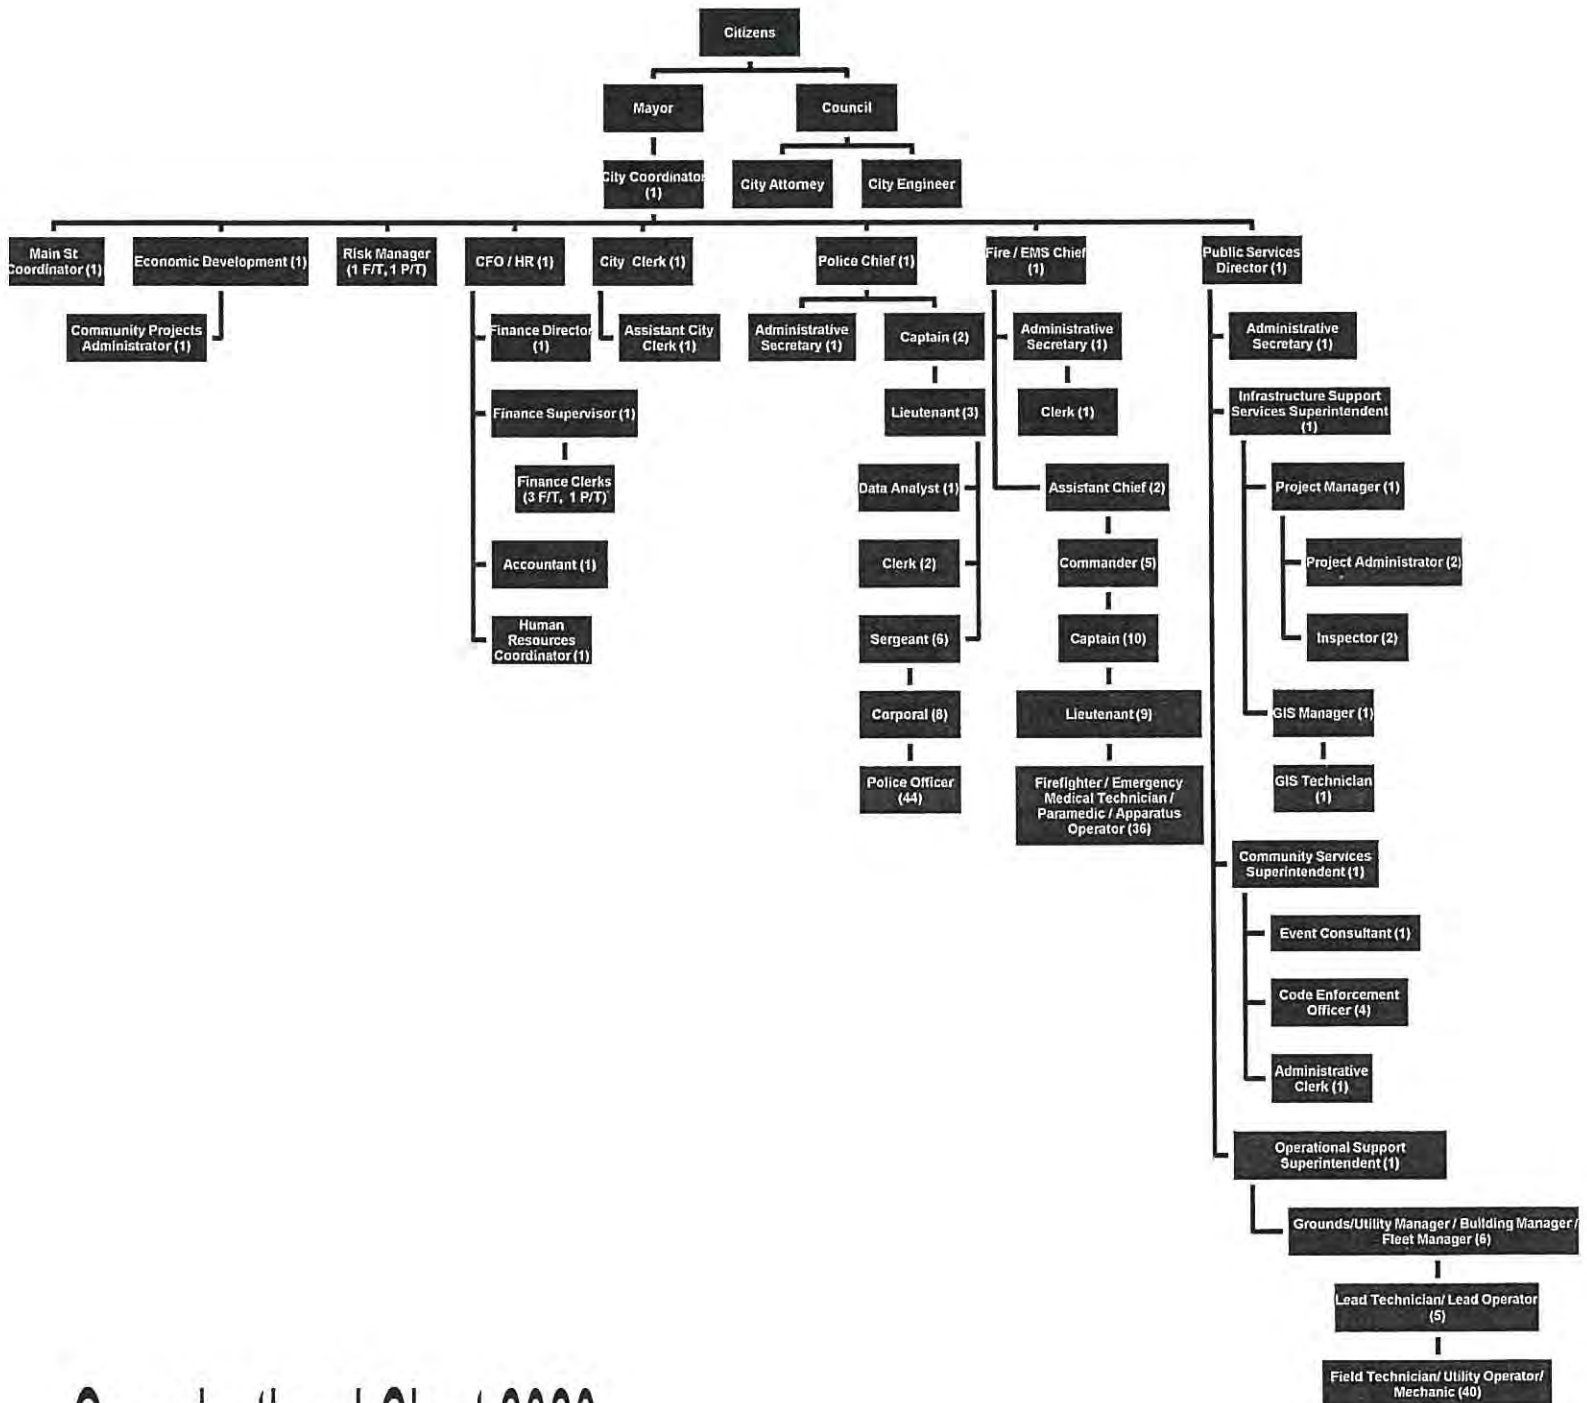 Citizens
Mayor
Council
City Coordinator
(1)
City Attorney
City Engineer
Main St
Coordinator (1)
Economic Development (1)
Risk Manager
(1 F/T, 1 P/T)
CFO / HR (1)
City Clerk (1)
Police Chief (1)
Fire / EMS Chief
(1)
Public Services
Director (1)
Community Projects
Administrator (1)
Finance Director
(1)
Assistant City
Clerk (1)
Administrative
Secretary (1)
Captain (2)
Administrative
Secretary (1)
Administrative
Secretary (1)
Finance Supervisor (1)
Lieutenant (3)
Clerk (1)
Infrastructure Support
Services Superintendent
(1)
Finance Clerks
(3 F/T, 1 P/T)
Data Analyst (1)
Assistant Chief (2)
Project Manager (1)
Accountant (1)
Clerk (2)
Commander (5)
Project Administrator (2)
Human
Resources
Coordinator (1)
Sergeant (6)
Captain (10)
Inspector (2)
Corporal (8)
Lieutenant (9)
GIS Manager (1)
Police Officer
(44)
Firefighter / Emergency
Medical Technician /
Paramedic / Apparatus
Operator (36)
GIS Technician
(1)
Community Services
Superintendent (1)
Event Consultant (1)
Code Enforcement
Officer (4)
Administrative
Clerk (1)
Operational Support
Superintendent (1)
Grounds/Utility Manager / Building Manager /
Fleet Manager (6)
Lead Technician/ Lead Operator
(5)
Field Technician/ Utility Operator/
Mechanic (40)